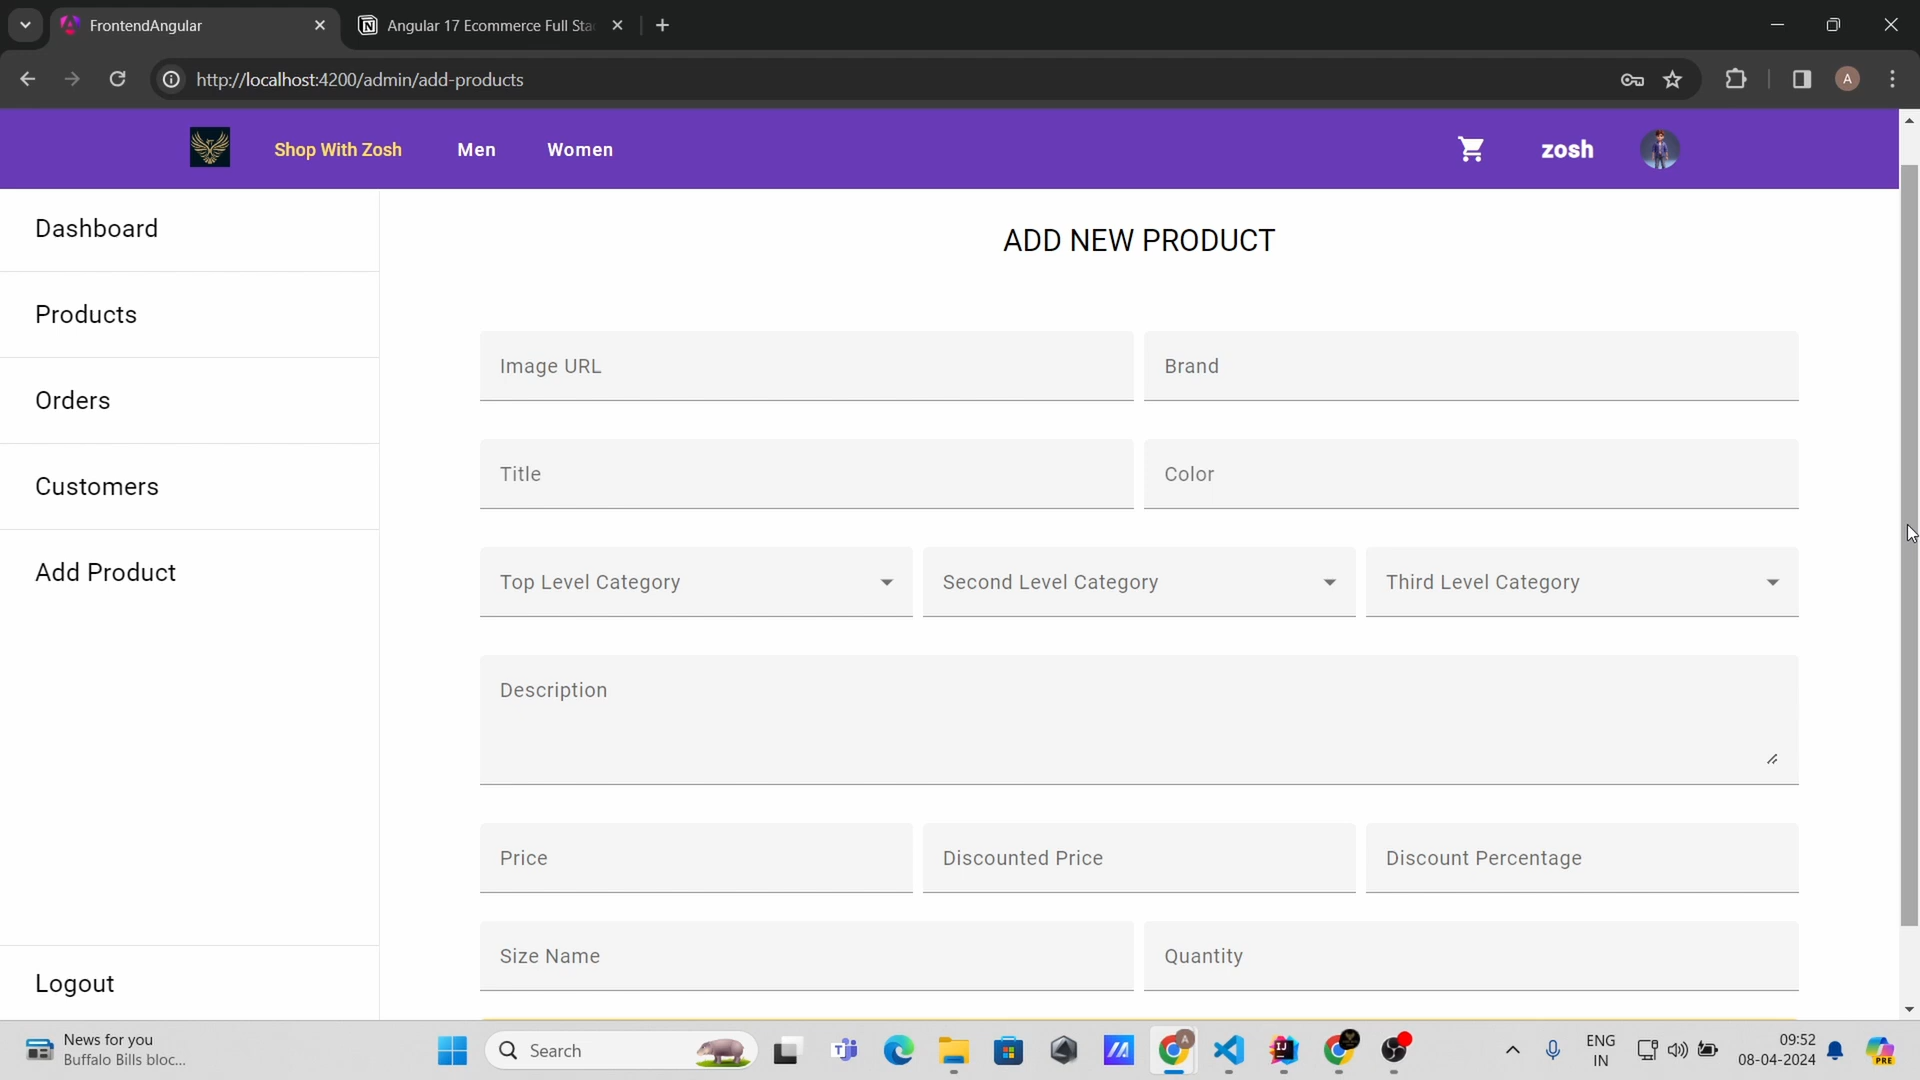 FrontendAngular
Angular 17 Ecommerce Full Sta
http://localhost:4200/admin/add-products
A
Shop With Zosh
Men
Women
zosh
Dashboard
Products
Orders
Customers
Add Product
Logout
ADD NEW PRODUCT
Image URL
Brand
Title
Color
Top Level Category
Second Level Category
Third Level Category
Description
Price
Discounted Price
Discount Percentage
Size Name
Quantity
News for you
Buffalo Bills bloc...
Search
ENG
IN
09:52
08-04-2024
PRE